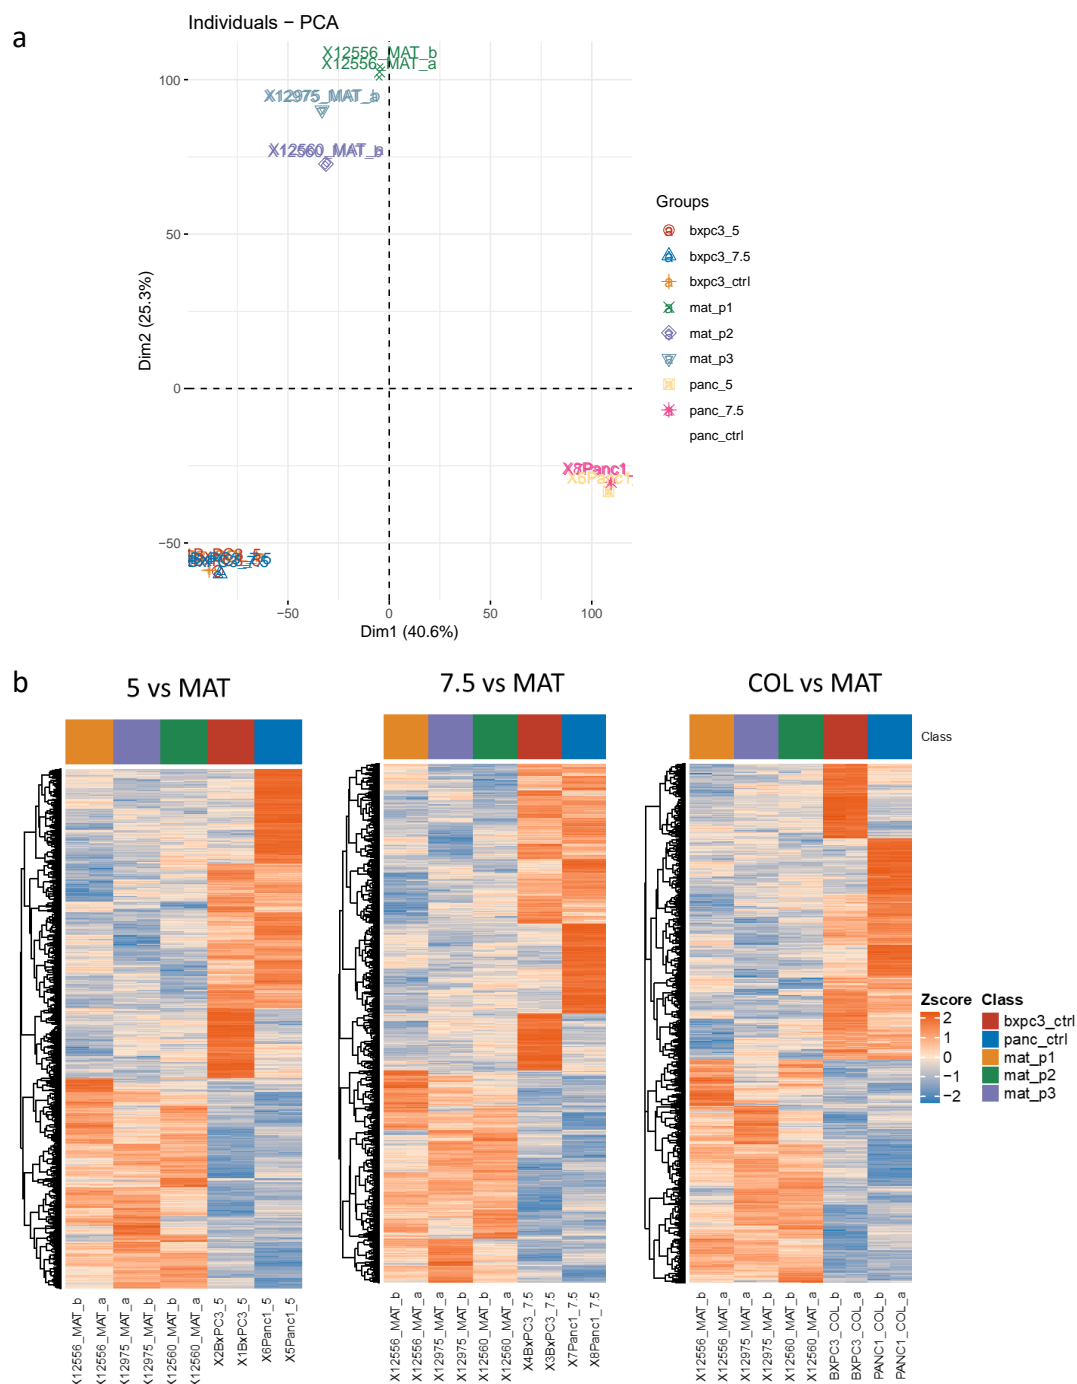 a
Individuals − PCA
X12556_MAT_b
X12556_MAT_a
X12975_MAT_b
X12560_MAT_b
100
50
0
−50
Dim2 (25.3%)
X8Panc1_
X6Panc1_
−50
0
50
100
Dim1 (40.6%)
Groups
bxpc3_5
bxpc3_7.5
bxpc3_ctrl
mat_p1
mat_p2
mat_p3
panc_5
panc_7.5
panc_ctrl
b
5 vs MAT
7.5 vs MAT
COL vs MAT
Class
Zscore
2
1
0
−1
−2
Class
bxpc3_ctrl
panc_ctrl
mat_p1
mat_p2
mat_p3
X12556_MAT_b
X12556_MAT_a
X12975_MAT_a
X12975_MAT_b
X12560_MAT_b
X12560_MAT_a
X2BxPC3_5
X1BxPC3_5
X6Panc1_5
X5Panc1_5
X12556_MAT_b
X12556_MAT_a
X12975_MAT_a
X12975_MAT_b
X12560_MAT_b
X12560_MAT_a
X4BxPC3_7.5
X3BxPC3_7.5
X7Panc1_7.5
X8Panc1_7.5
X12556_MAT_b
X12556_MAT_a
X12975_MAT_a
X12975_MAT_b
X12560_MAT_b
X12560_MAT_a
BXPC3_COL_b
BXPC3_COL_a
PANC1_COL_b
PANC1_COL_a